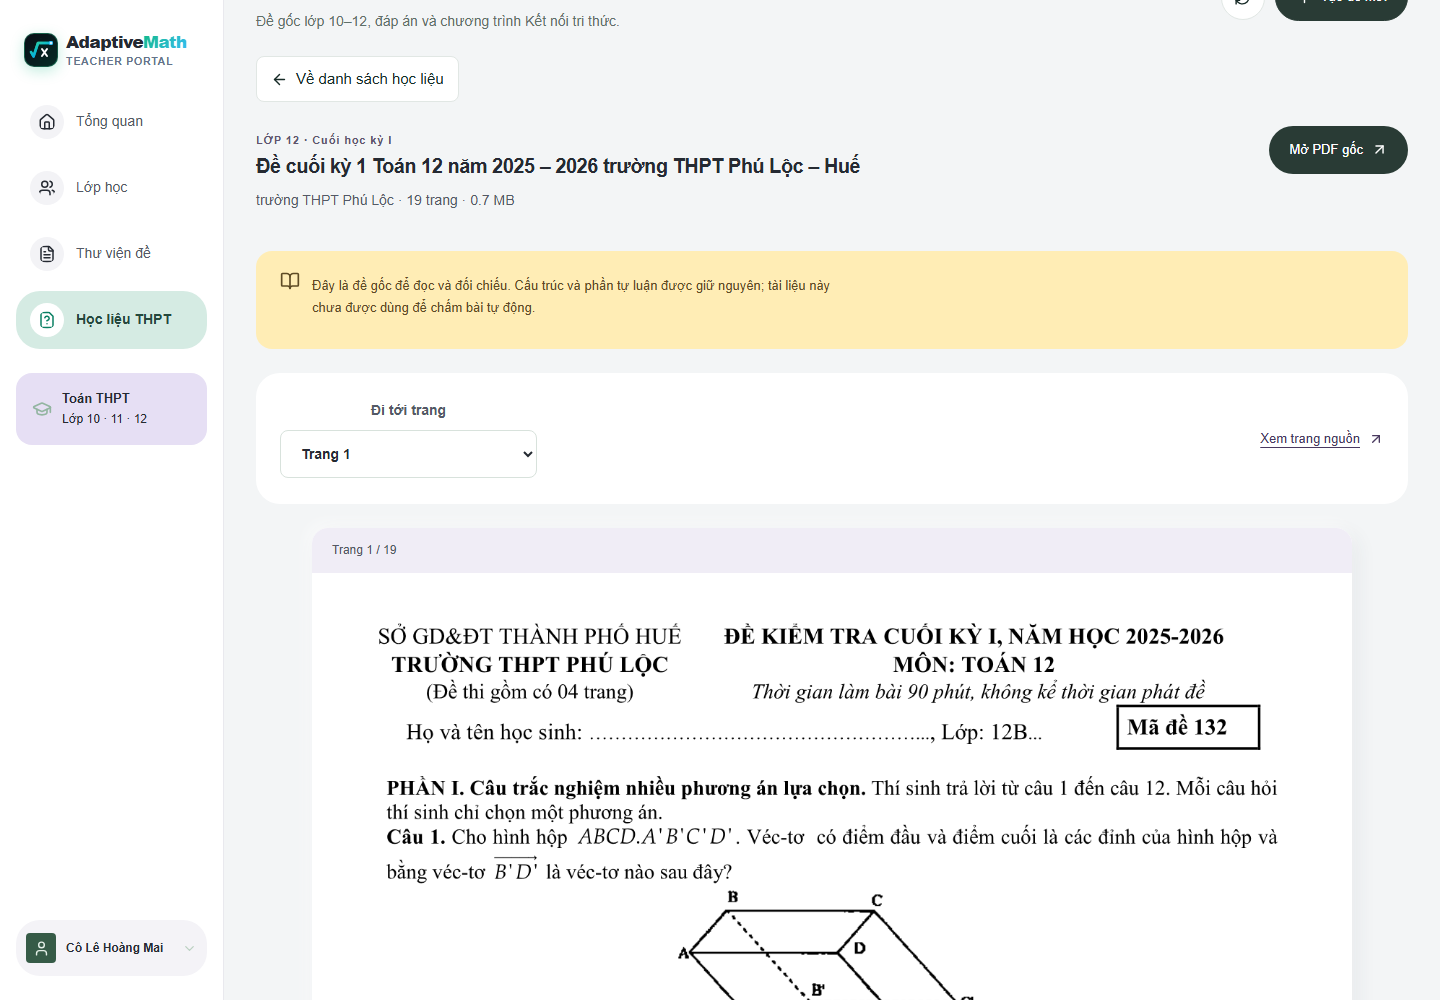 AdaptiveMath
TEACHER PORTAL
Tổng quan
Lớp học
Thư viện đề
Học liệu THPT
Toán THPT
Lớp 10 · 11 · 12
Cô Lê Hoàng Mai
Đề gốc lớp 10–12, đáp án và chương trình Kết nối tri thức.
Về danh sách học liệu
LỚP 12 · Cuối học kỳ I
Đề cuối kỳ 1 Toán 12 năm 2025 – 2026 trường THPT Phú Lộc – Huế
trường THPT Phú Lộc · 19 trang · 0.7 MB
Mở PDF gốc
Đây là đề gốc để đọc và đối chiếu. Cấu trúc và phần tự luận được giữ nguyên; tài liệu này
chưa được dùng để chấm bài tự động.
Đi tới trang
Trang 1
Xem trang nguồn
Trang 1 / 19
SỞ GD&ĐT THÀNH PHỐ HUẾ
TRƯỜNG THPT PHÚ LỘC
(Đề thi gồm có 04 trang)
ĐỀ KIỂM TRA CUỐI KỲ I, NĂM HỌC 2025-2026
MÔN: TOÁN 12
Thời gian làm bài 90 phút, không kể thời gian phát đề
Họ và tên học sinh: ……………………………………………..., Lớp: 12B...
Mã đề 132
PHẦN I. Câu trắc nghiệm nhiều phương án lựa chọn. Thí sinh trả lời từ câu 1 đến câu 12. Mỗi câu hỏi
thí sinh chỉ chọn một phương án.
Câu 1. Cho hình hộp ABCD.A'B'C'D'. Véc-tơ có điểm đầu và điểm cuối là các đỉnh của hình hộp và
bằng véc-tơ B'D' là véc-tơ nào sau đây?
B
C
A
D
B'